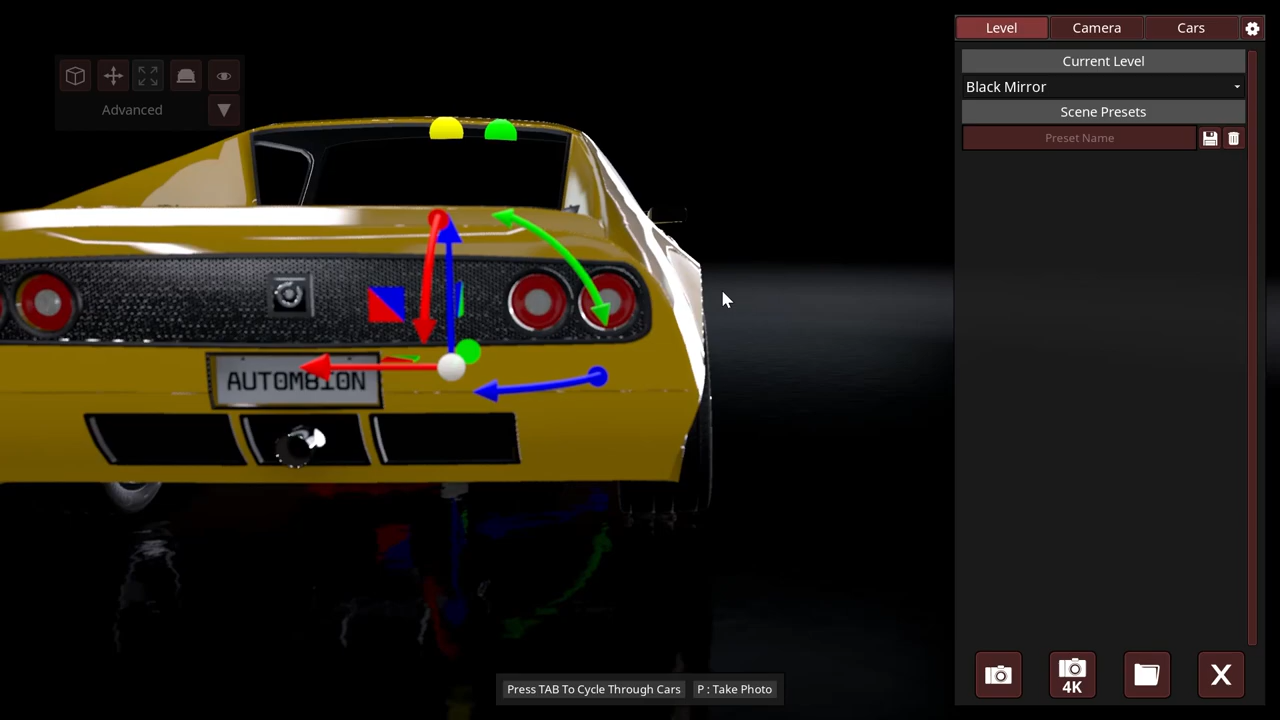 Level Camera Cars
Current Level
Black Mirror
Scene Presets
Preset Name
Advanced
AUTOM8ION
4K
Press TAB To Cycle Through Cars P : Take Photo